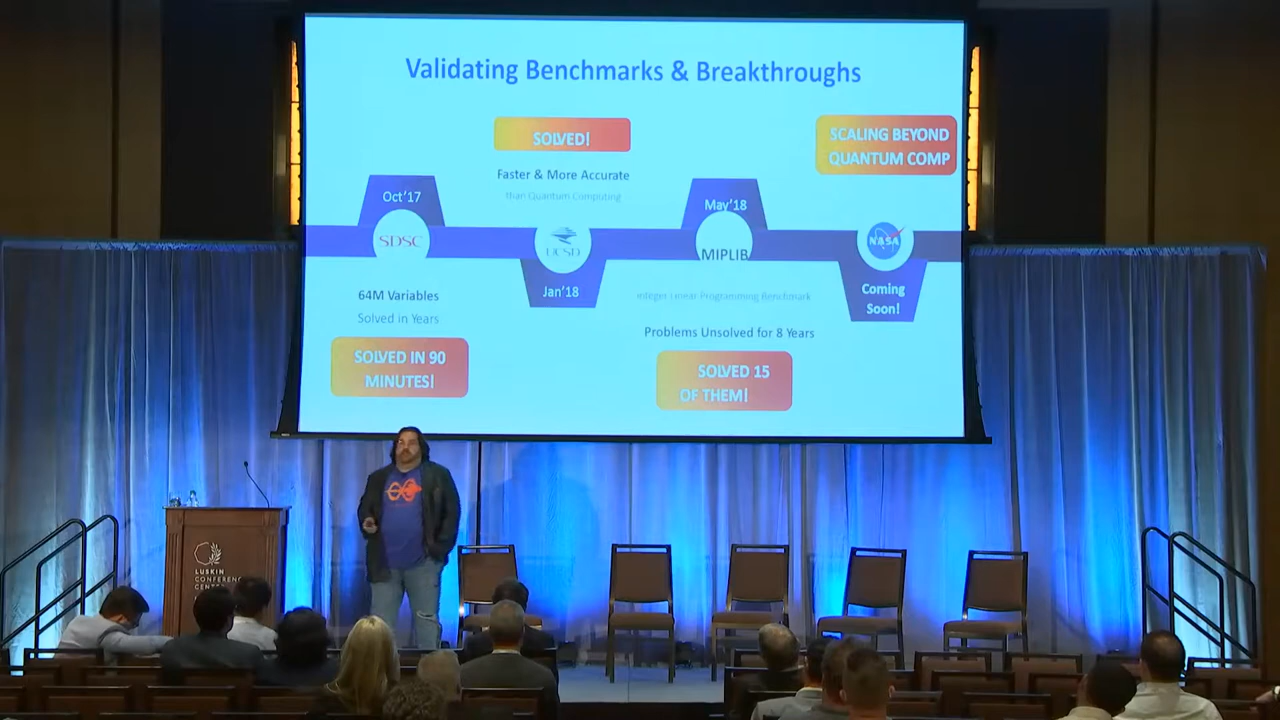 Validating Benchmarks & Breakthroughs
SOLVED!
Faster & More Accurate
Than Quantum Computing
SCALING BEYOND
QUANTUM COMP
Oct'17
SDSC
UCSD
Jan'18
May'18
MIPLIB
NASA
Coming
Soon!
64M Variables
Solved in Years
SOLVED IN 90
MINUTES!
Integer Linear Programming Benchmark
Problems Unsolved for 8 Years
SOLVED 15
OF THEM!
LUSKIN
CONFERENC
CENT